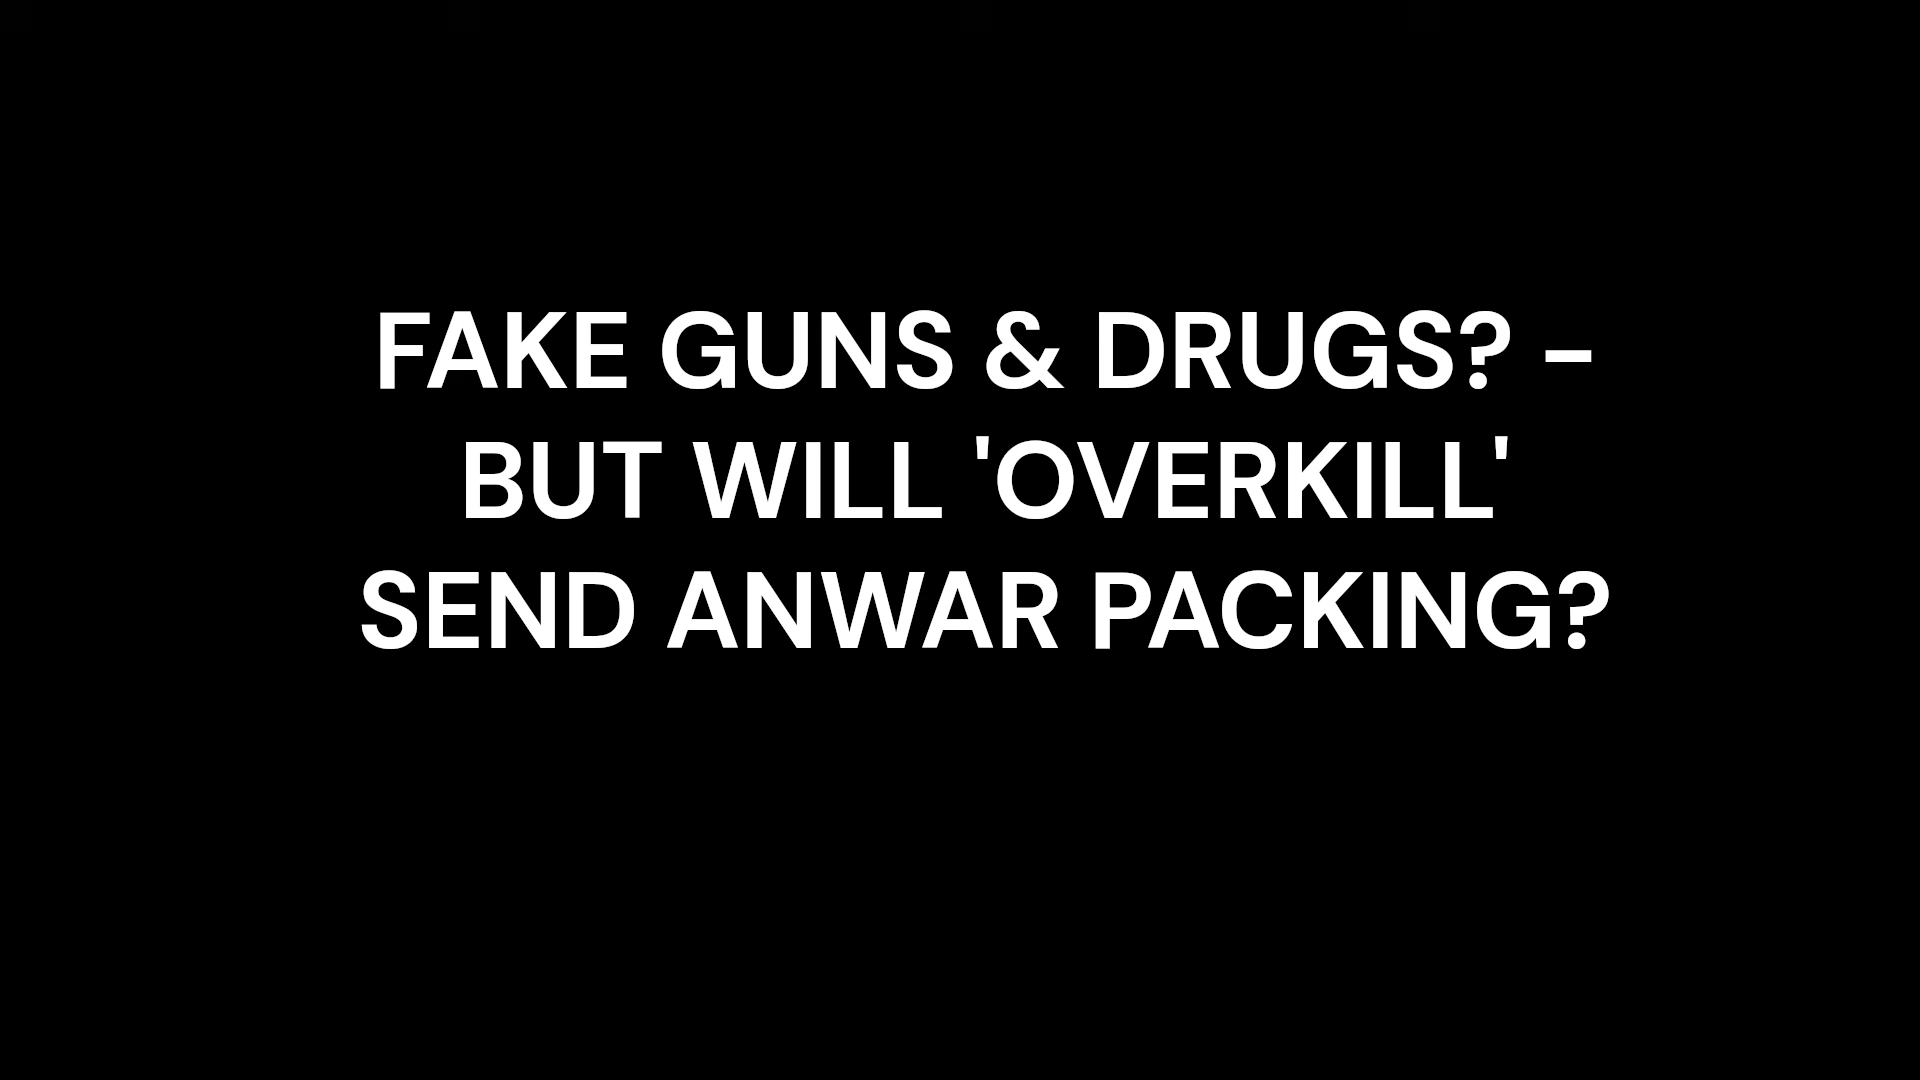 FAKE GUNS & DRUGS? -
BUT WILL 'OVERKILL'
SEND ANWAR PACKING?